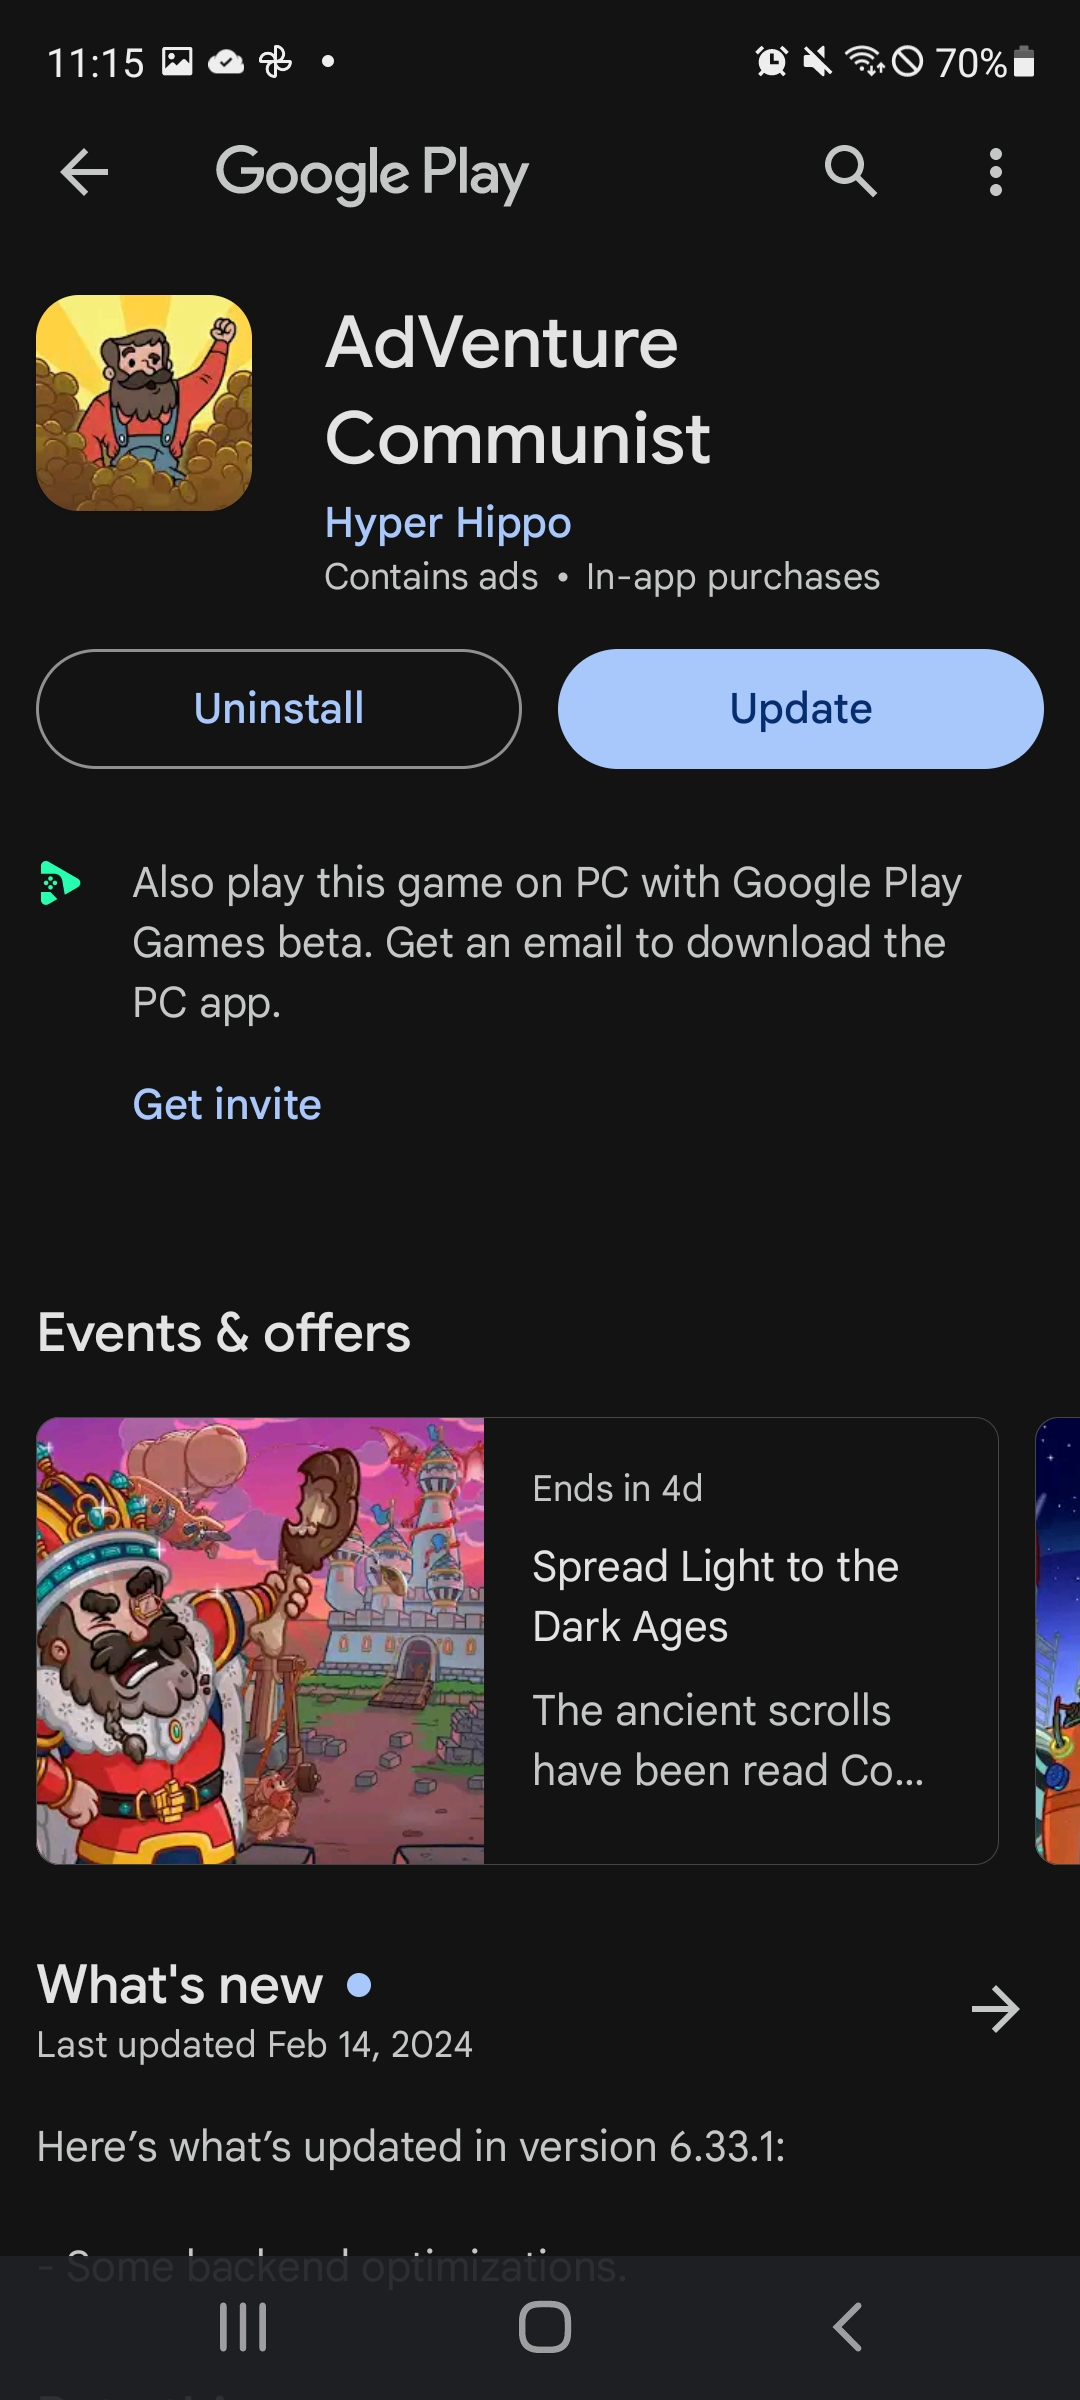 11:15
70%
Google Play
AdVenture
Communist
Hyper Hippo
Contains ads • In-app purchases
Uninstall
Update
Also play this game on PC with Google Play
Games beta. Get an email to download the
PC app.
Get invite
Events & offers
Ends in 4d
Spread Light to the
Dark Ages
The ancient scrolls
have been read Co...
What's new
Last updated Feb 14, 2024
Here’s what’s updated in version 6.33.1:
- Some backend optimizations.